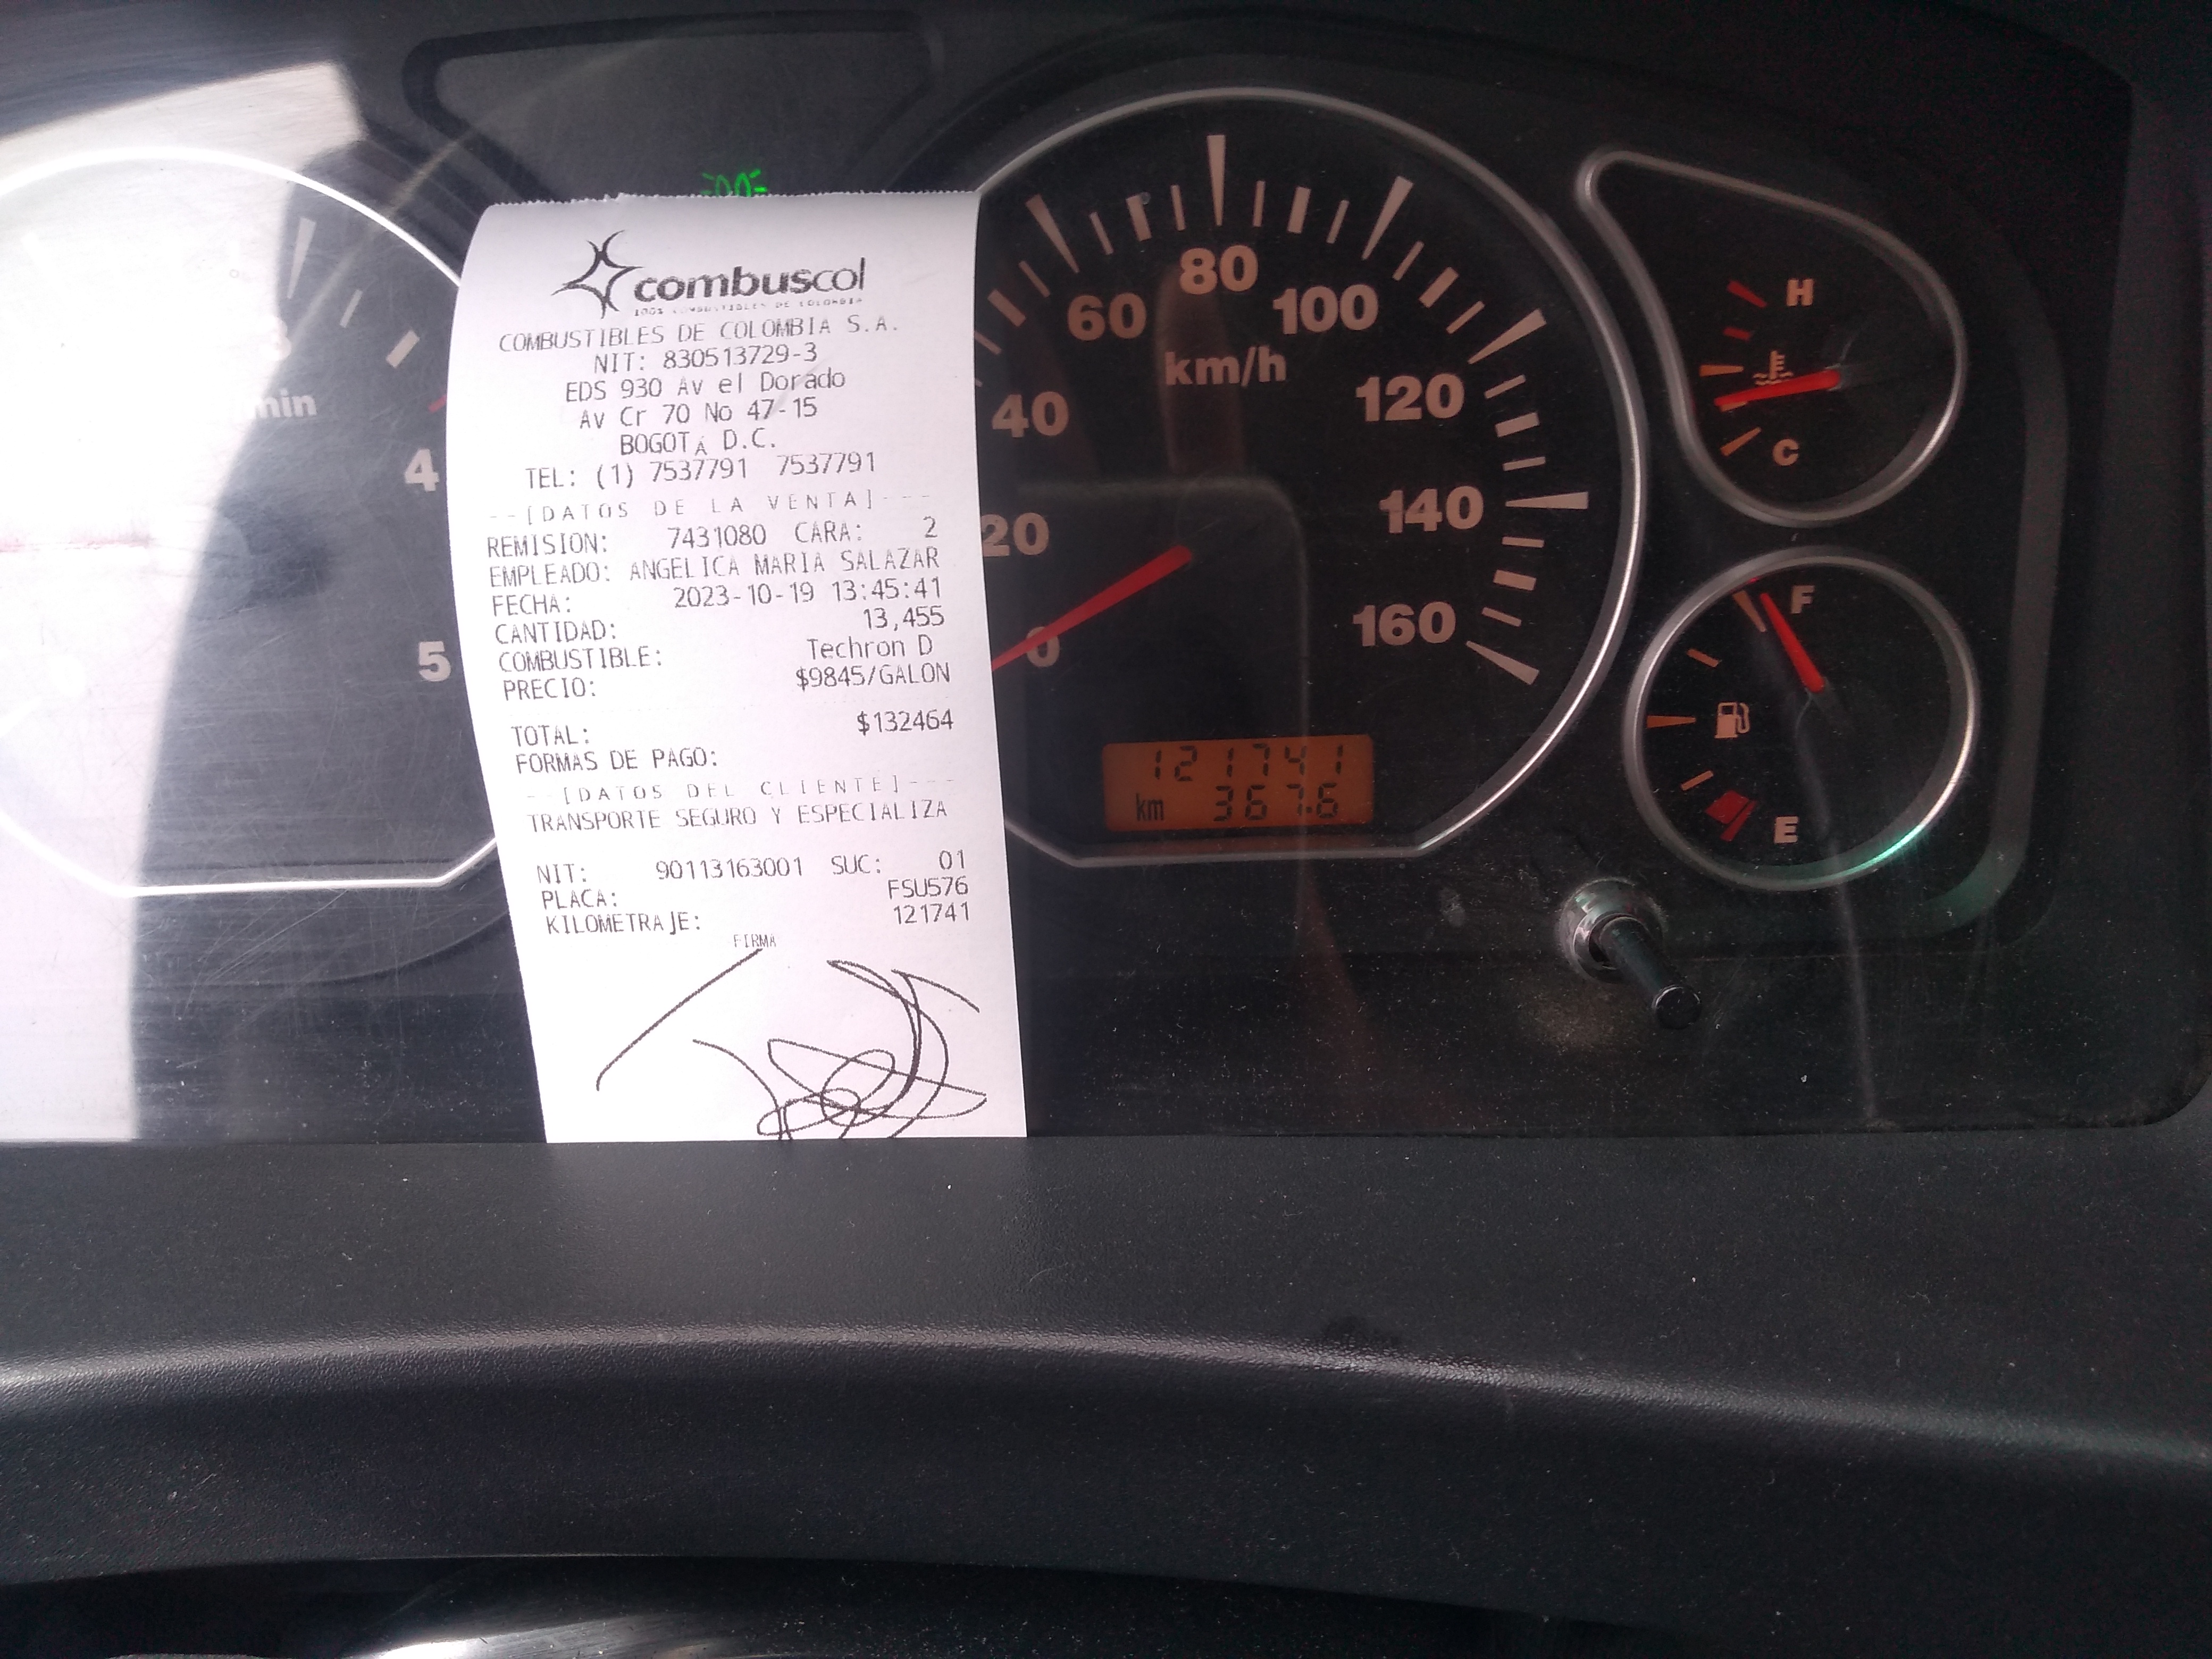 combuscol
COMBUSTIBLES DE COLOMBIA S.A.
NIT: 830513729-3
EDS 930 Av el Dorado
Av Cr 70 No 47-15
BOGOTÁ D.C.
TEL: (1) 7537791 7537791
--[DATOS DE LA VENTA]---
REMISION: 7431080 CARA: 2
EMPLEADO: ANGELICA MARIA SALAZAR
FECHA: 2023-10-19 13:45:41
CANTIDAD: 13,455
COMBUSTIBLE: Techron D
PRECIO: $9845/GALON
TOTAL: $132464
FORMAS DE PAGO:
--[DATOS DEL CLIENTE]---
TRANSPORTE SEGURO Y ESPECIALIZA
NIT: 90113163001 SUC: 01
PLACA: FSU576
KILOMETRAJE: 121741
FIRMA
3
min
4
5
0
20
40
60
80
100
120
140
160
km/h
121741
km 367.6
H
C
F
E